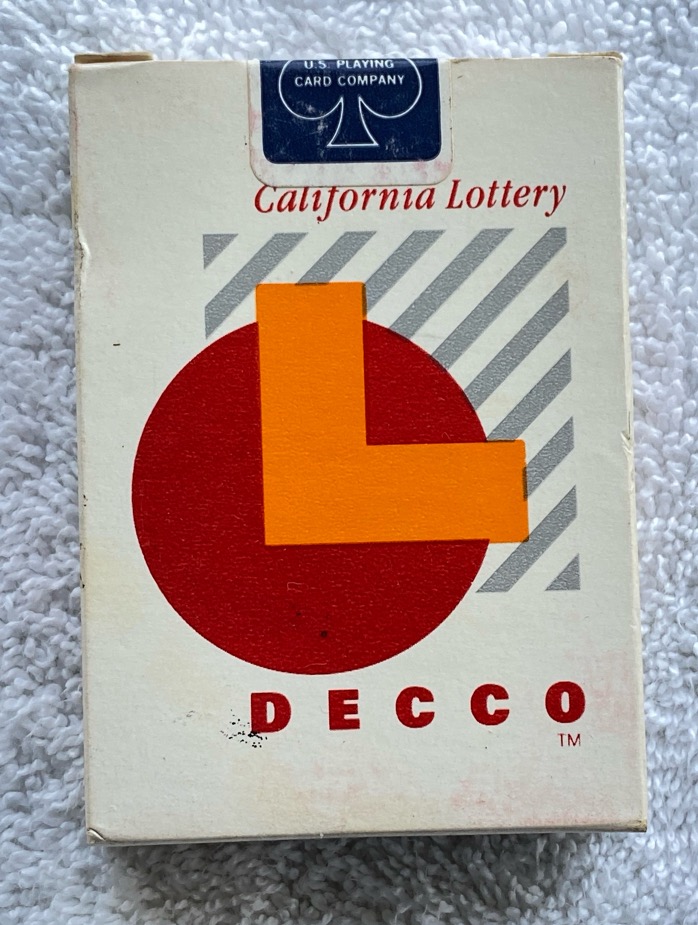 U.S. PLAYING
CARD COMPANY
California Lottery
L
DECCO
TM